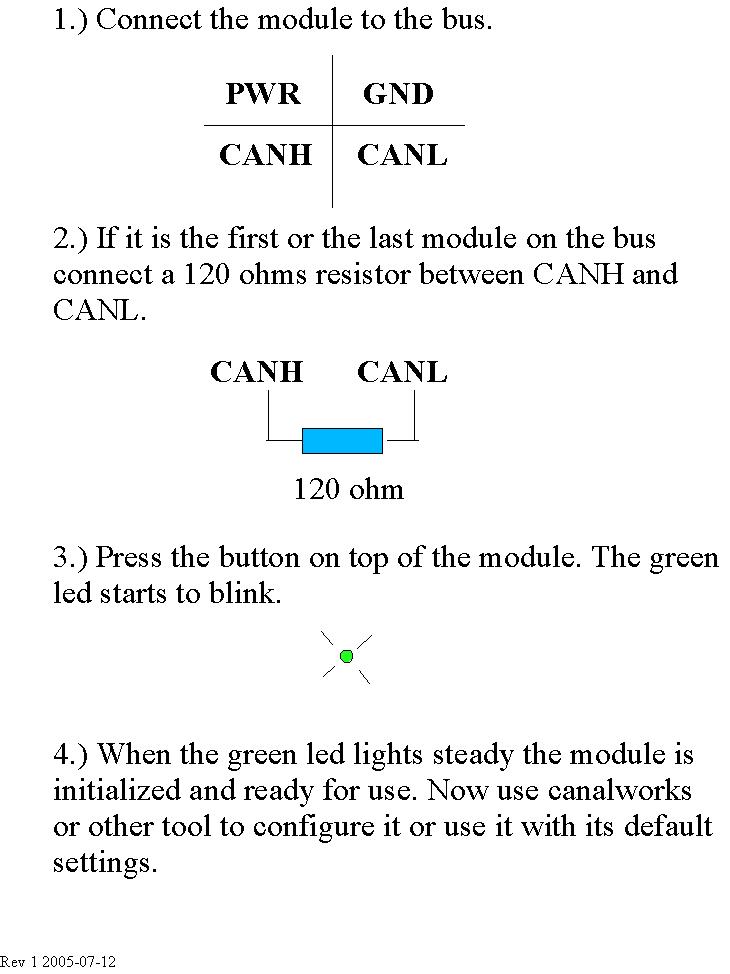 1.) Connect the module to the bus.
PWR GND
CANH CANL
2.) If it is the first or the last module on the bus
connect a 120 ohms resistor between CANH and
CANL.
CANH CANL
120 ohm
3.) Press the button on top of the module. The green
led starts to blink.
4.) When the green led lights steady the module is
initialized and ready for use. Now use canalworks
or other tool to configure it or use it with its default
settings.
Rev 1 2005-07-12